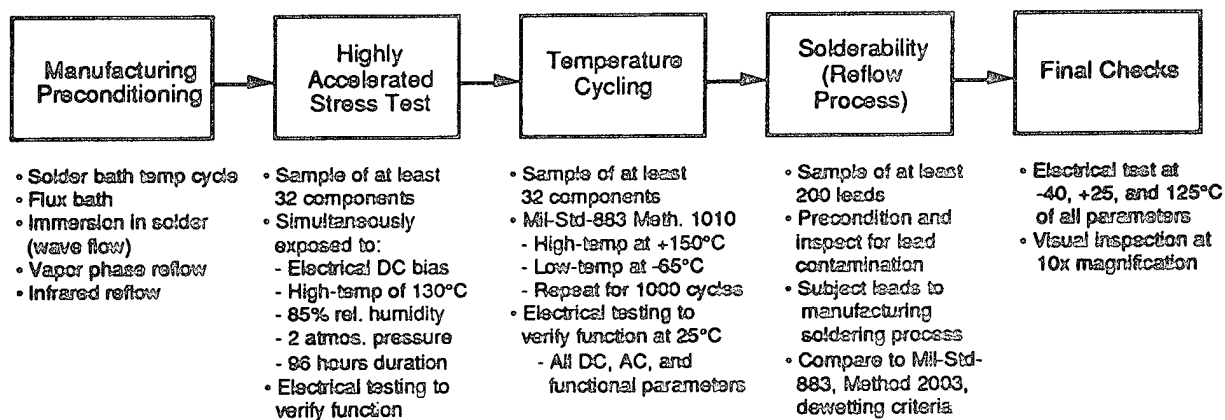 Manufacturing
Preconditioning
Highly
Accelerated
Stress Test
Temperature
Cycling
Solderability
(Reflow
Process)
Final Checks
• Solder bath temp cycle
• Flux bath
• Immersion in solder
(wave flow)
• Vapor phase reflow
• Infrared reflow
• Sample of at least
32 components
• Simultaneously
exposed to:
- Electrical DC bias
- High-temp of 130°C
- 85% rel. humidity
- 2 atmos. pressure
- 96 hours duration
• Electrical testing to
verify function
• Sample of at least
32 components
• Mil-Std-883 Meth. 1010
- High-temp at +150°C
- Low-temp at -65°C
- Repeat for 1000 cycles
• Electrical testing to
verify function at 25°C
- All DC, AC, and
functional parameters
• Sample of at least
200 leads
• Precondition and
inspect for lead
contamination
• Subject leads to
manufacturing
soldering process
• Compare to Mil-Std-
883, Method 2003,
dewetting criteria
• Electrical test at
-40, +25, and 125°C
of all parameters
• Visual inspection at
10x magnification